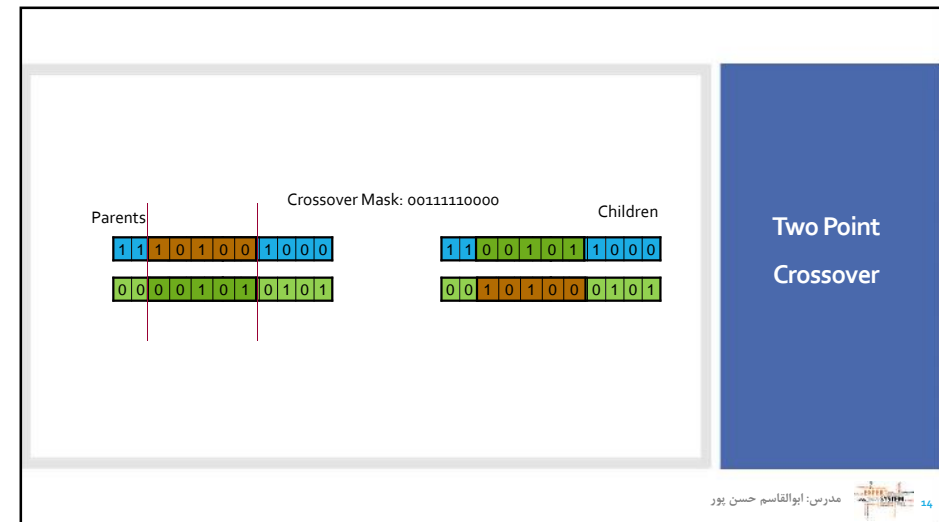 Crossover Mask: 00111110000
Parents
Children
1 1 1 0 1 0 0 1 0 0 0
1 1 0 0 1 0 1 1 0 0 0
0 0 0 0 1 0 1 0 1 0 1
0 0 1 0 1 0 0 0 1 0 1
Two Point
Crossover
مدرس: ابوالقاسم حسن پور
14